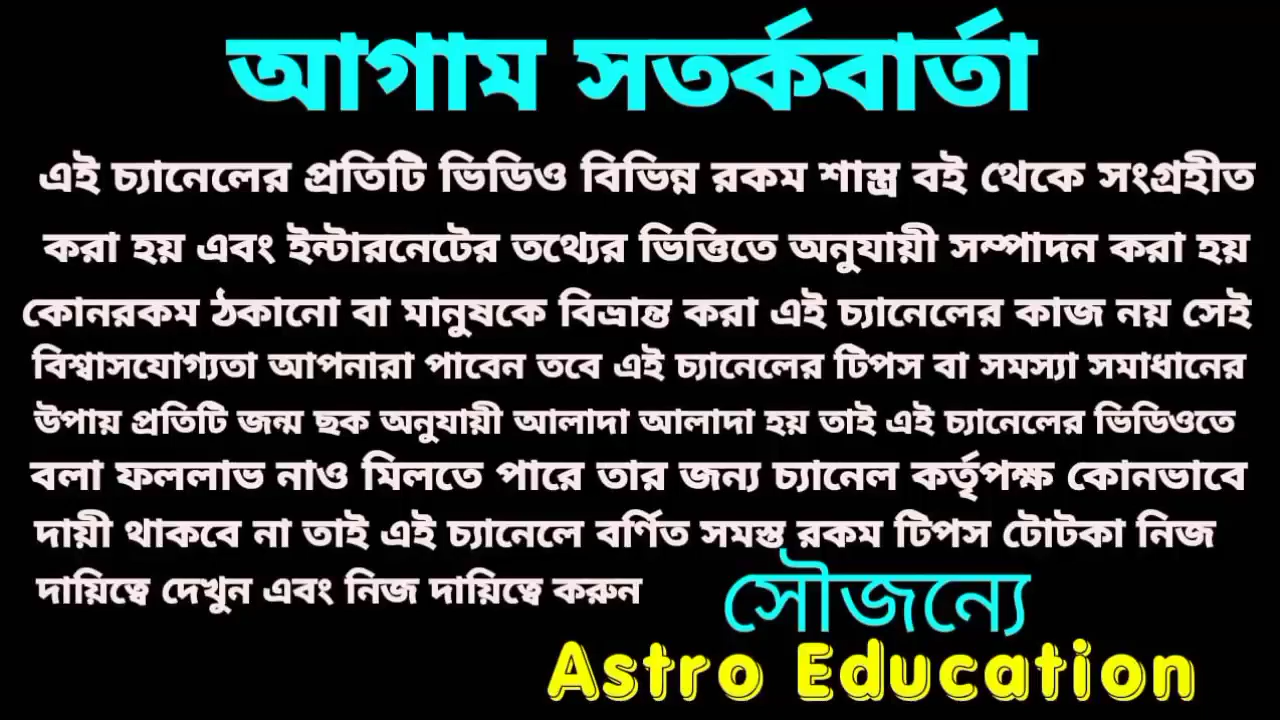 আগাম সতর্কবার্তা
এই চ্যানেলের প্রতিটি ভিডিও বিভিন্ন রকম শাস্ত্র বই থেকে সংগ্রহীত
করা হয় এবং ইন্টারনেটের তথ্যের ভিত্তিতে অনুযায়ী সম্পাদন করা হয়
কোনরকম ঠকানো বা মানুষকে বিভ্রান্ত করা এই চ্যানেলের কাজ নয় সেই
বিশ্বাসযোগ্যতা আপনারা পাবেন তবে এই চ্যানেলের টিপস বা সমস্যা সমাধানের
উপায় প্রতিটি জন্ম ছক অনুযায়ী আলাদা আলাদা হয় তাই এই চ্যানেলের ভিডিওতে
বলা ফললাভ নাও মিলতে পারে তার জন্য চ্যানেল কর্তৃপক্ষ কোনভাবে
দায়ী থাকবে না তাই এই চ্যানেলে বর্ণিত সমস্ত রকম টিপস টোটকা নিজ
দায়িত্বে দেখুন এবং নিজ দায়িত্বে করুন
সৌজন্যে
Astro Education